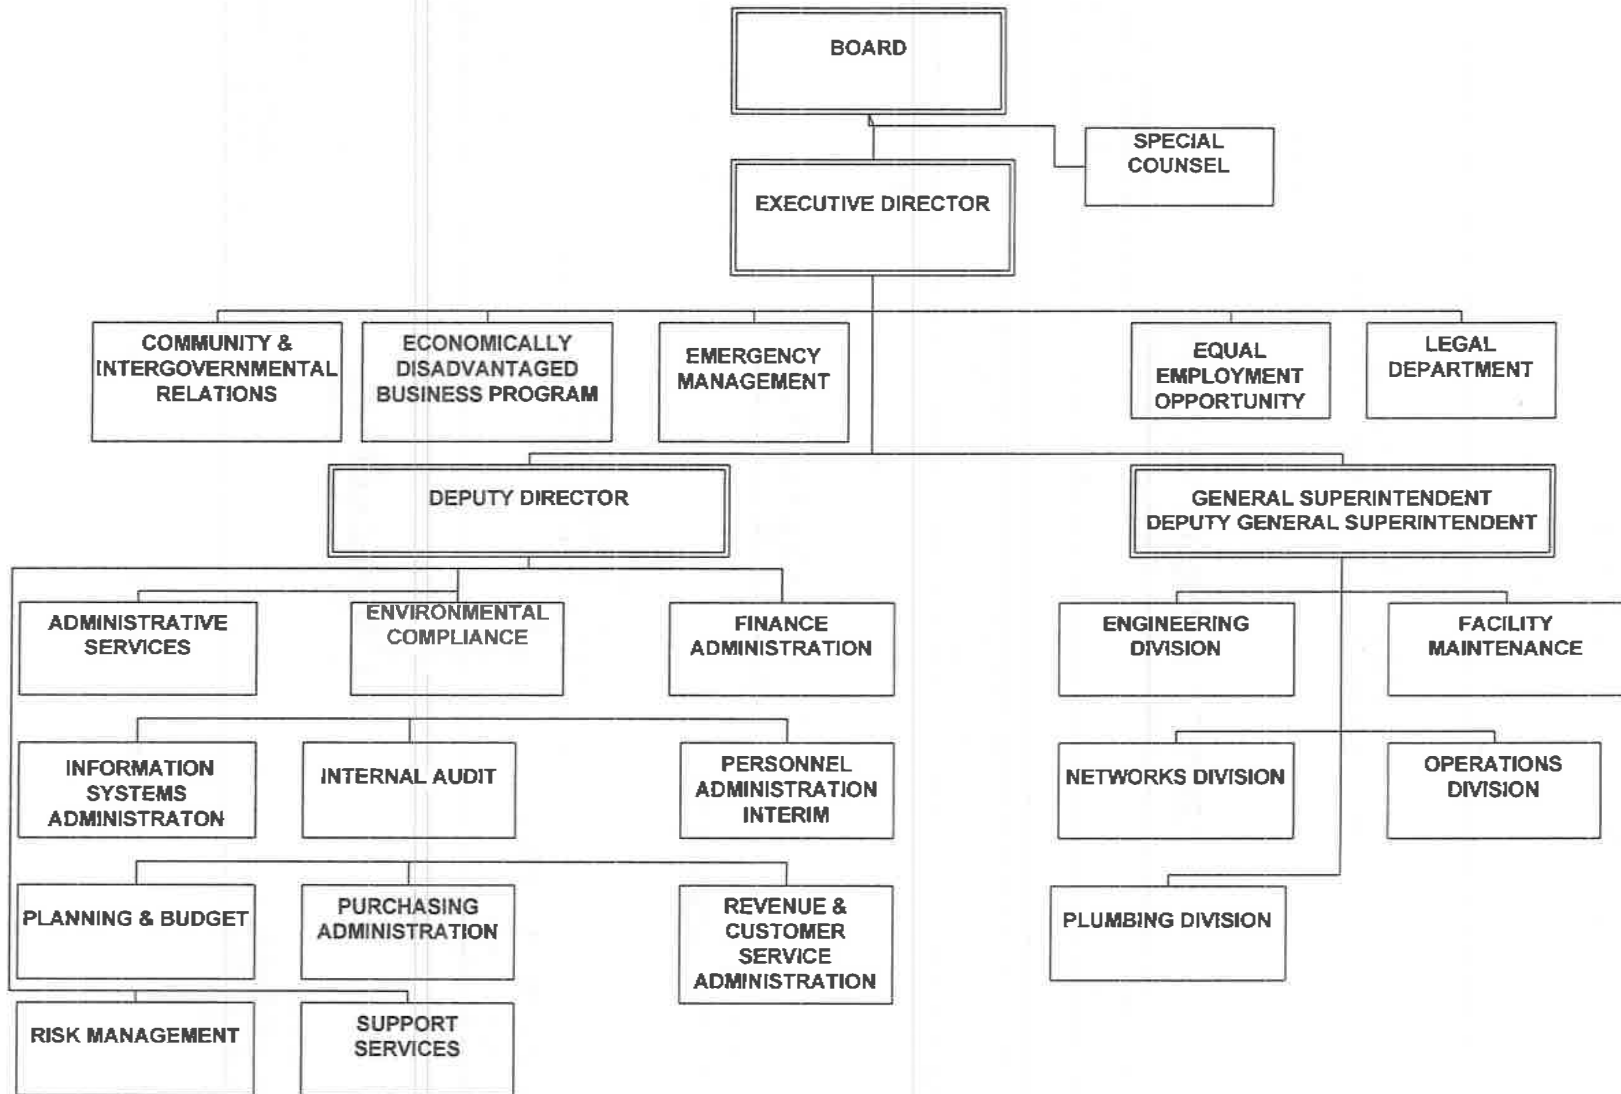 BOARD
SPECIAL
COUNSEL
EXECUTIVE DIRECTOR
COMMUNITY &
INTERGOVERNMENTAL
RELATIONS
ECONOMICALLY
DISADVANTAGED
BUSINESS PROGRAM
EMERGENCY
MANAGEMENT
EQUAL
EMPLOYMENT
OPPORTUNITY
LEGAL
DEPARTMENT
DEPUTY DIRECTOR
GENERAL SUPERINTENDENT
DEPUTY GENERAL SUPERINTENDENT
ADMINISTRATIVE
SERVICES
ENVIRONMENTAL
COMPLIANCE
FINANCE
ADMINISTRATION
ENGINEERING
DIVISION
FACILITY
MAINTENANCE
INFORMATION
SYSTEMS
ADMINISTRATON
INTERNAL AUDIT
PERSONNEL
ADMINISTRATION
INTERIM
NETWORKS DIVISION
OPERATIONS
DIVISION
PLANNING & BUDGET
PURCHASING
ADMINISTRATION
REVENUE &
CUSTOMER
SERVICE
ADMINISTRATION
PLUMBING DIVISION
RISK MANAGEMENT
SUPPORT
SERVICES